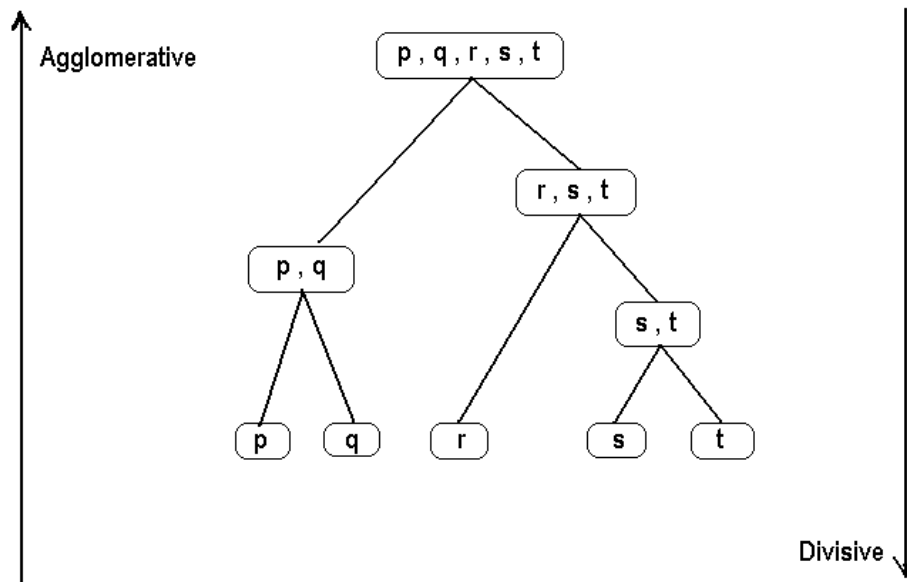 Agglomerative
p , q , r , s , t
r , s , t
p , q
s , t
p
q
r
s
t
Divisive